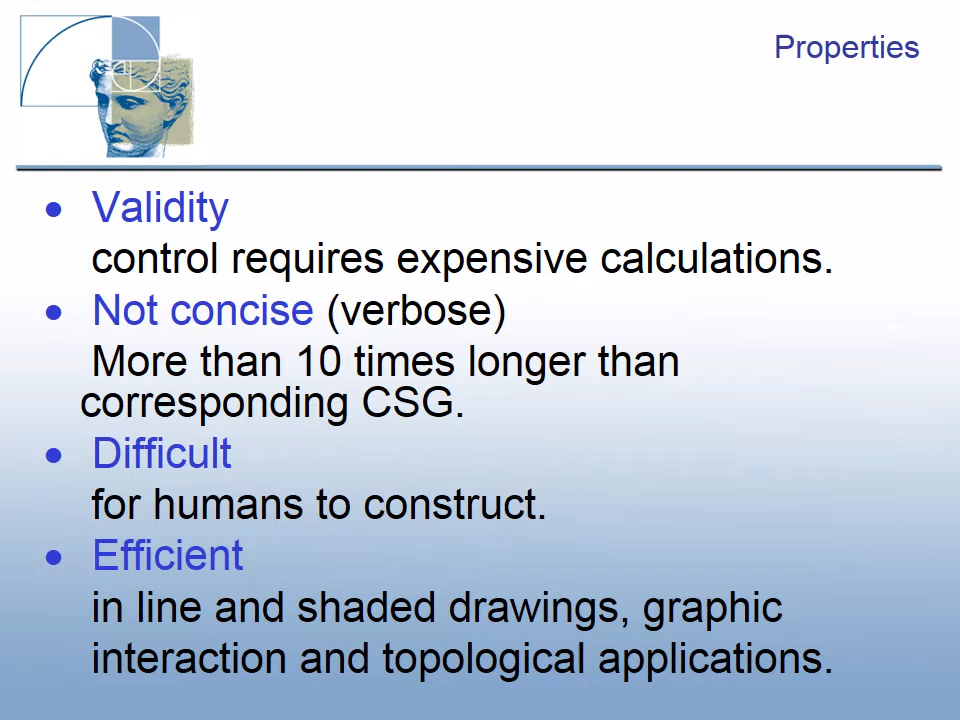 Properties
• Validity
control requires expensive calculations.
• Not concise (verbose)
More than 10 times longer than
corresponding CSG.
• Difficult
for humans to construct.
• Efficient
in line and shaded drawings, graphic
interaction and topological applications.